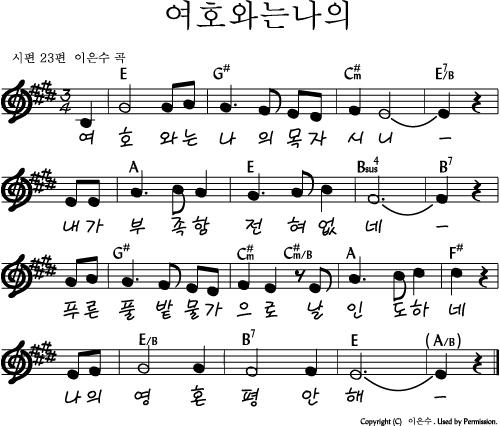 여호와는나의
시편 23편 이은수 곡
E G# C#m E7/B
여 호 와는 나 의 목자 시 니 -
A E Bsus4 B7
내가 부 족함 전 혀없 네 -
G# C#m C#m/B A F#
푸른 풀 밭 물가 으로 날 인 도하 네
E/B B7 E (A/B)
나의 영 혼 평 안 해 -
Copyright (C) 이은수 . Used by Permission.